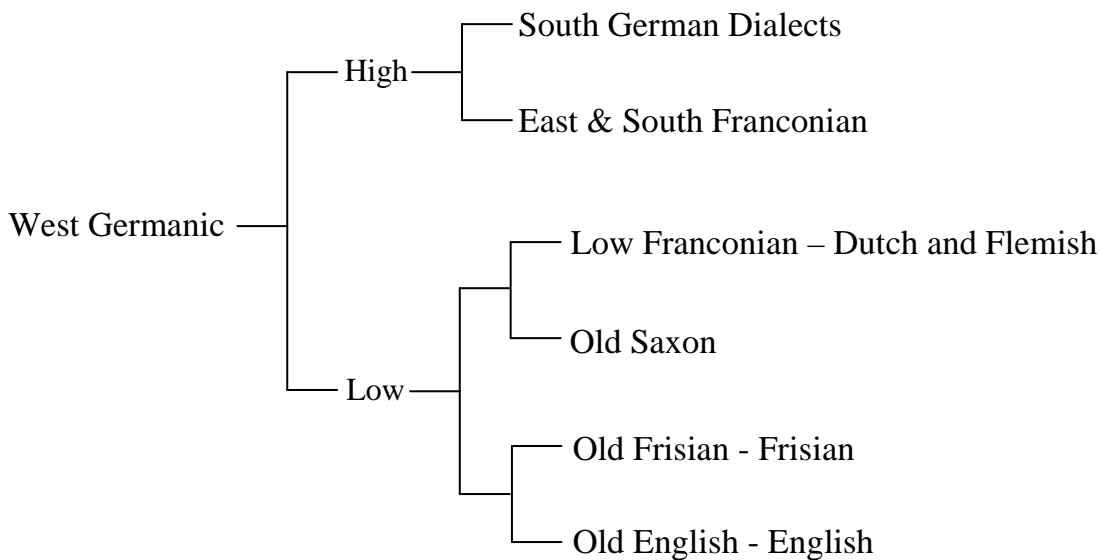 South German Dialects
High
East & South Franconian
West Germanic
Low Franconian – Dutch and Flemish
Old Saxon
Low
Old Frisian - Frisian
Old English - English